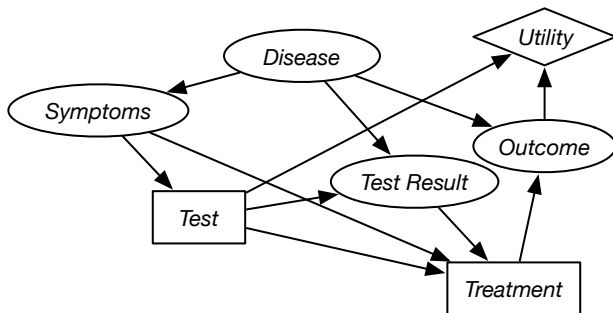 Utility
Disease
Symptoms
Outcome
Test Result
Test
Treatment